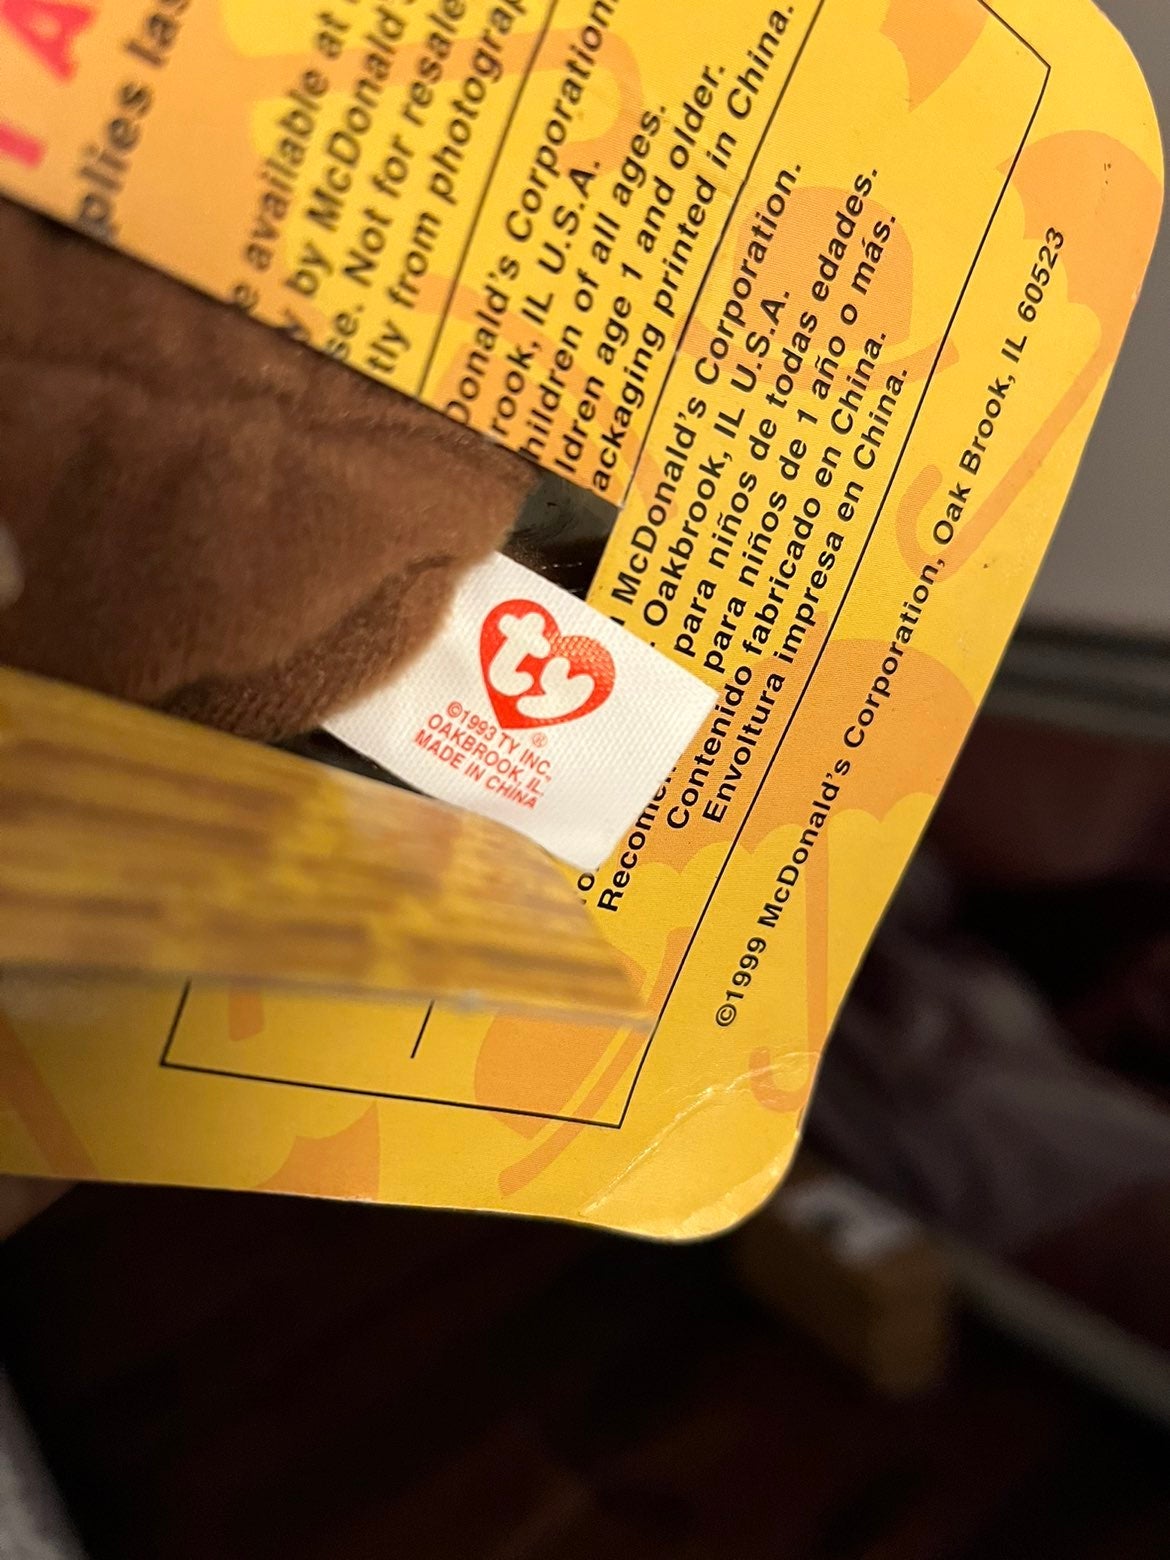 plies las
available at
by McDonald's
se. Not for resale
tly from photograp
Donald's Corporation
rook, IL U.S.A.
hildren of all ages.
ldren age 1 and older.
ackaging printed in China.
McDonald's Corporation.
Oakbrook, IL U.S.A.
para niños de todas edades.
Recomen para niños de 1 año o más.
Contenido fabricado en China.
Envoltura impresa en China.
©1999 McDonald's Corporation, Oak Brook, IL 60523
ty
®
©1993 TY INC.,
OAKBROOK, IL.
MADE IN CHINA